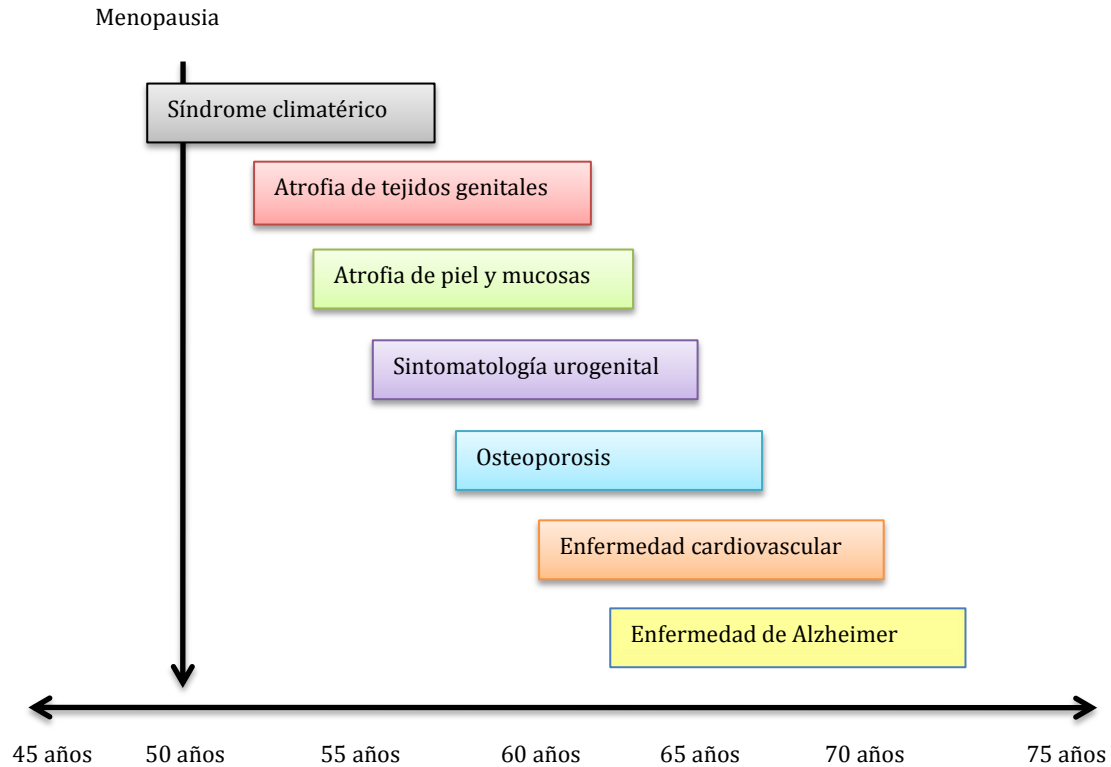 Menopausia
Síndrome climatérico
Atrofia de tejidos genitales
Atrofia de piel y mucosas
Sintomatología urogenital
Osteoporosis
Enfermedad cardiovascular
Enfermedad de Alzheimer
45 años 50 años 55 años 60 años 65 años 70 años 75 años